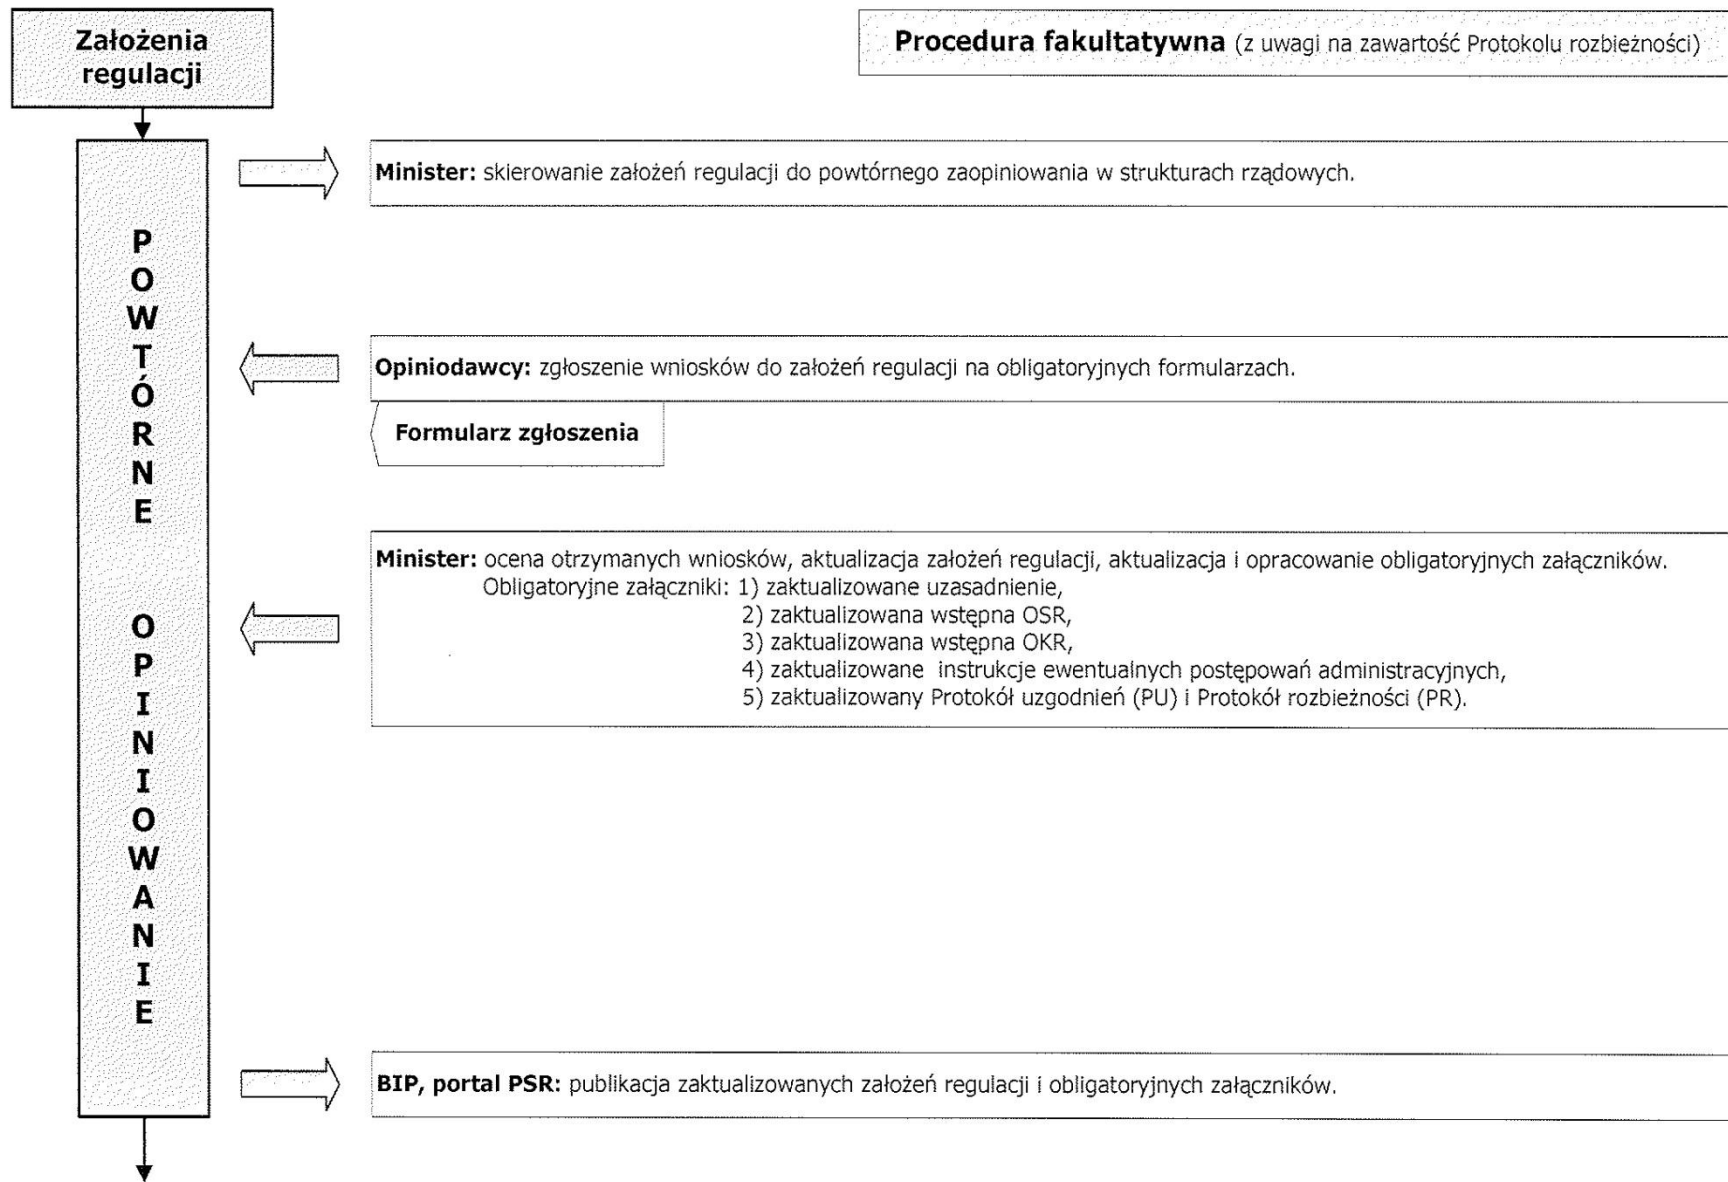 Założenia
regulacji
Procedura fakultatywna (z uwagi na zawartość Protokolu rozbieżności)
POWTÓRNE OPINIOWANIE
Minister: skierowanie założeń regulacji do powtórnego zaopiniowania w strukturach rządowych.
Opiniodawcy: zgłoszenie wniosków do założeń regulacji na obligatoryjnych formularzach.
Formularz zgłoszenia
Minister: ocena otrzymanych wniosków, aktualizacja założeń regulacji, aktualizacja i opracowanie obligatoryjnych załączników.
Obligatoryjne załączniki: 1) zaktualizowane uzasadnienie,
2) zaktualizowana wstępna OSR,
3) zaktualizowana wstępna OKR,
4) zaktualizowane instrukcje ewentualnych postępowań administracyjnych,
5) zaktualizowany Protokół uzgodnień (PU) i Protokół rozbieżności (PR).
BIP, portal PSR: publikacja zaktualizowanych założeń regulacji i obligatoryjnych załączników.